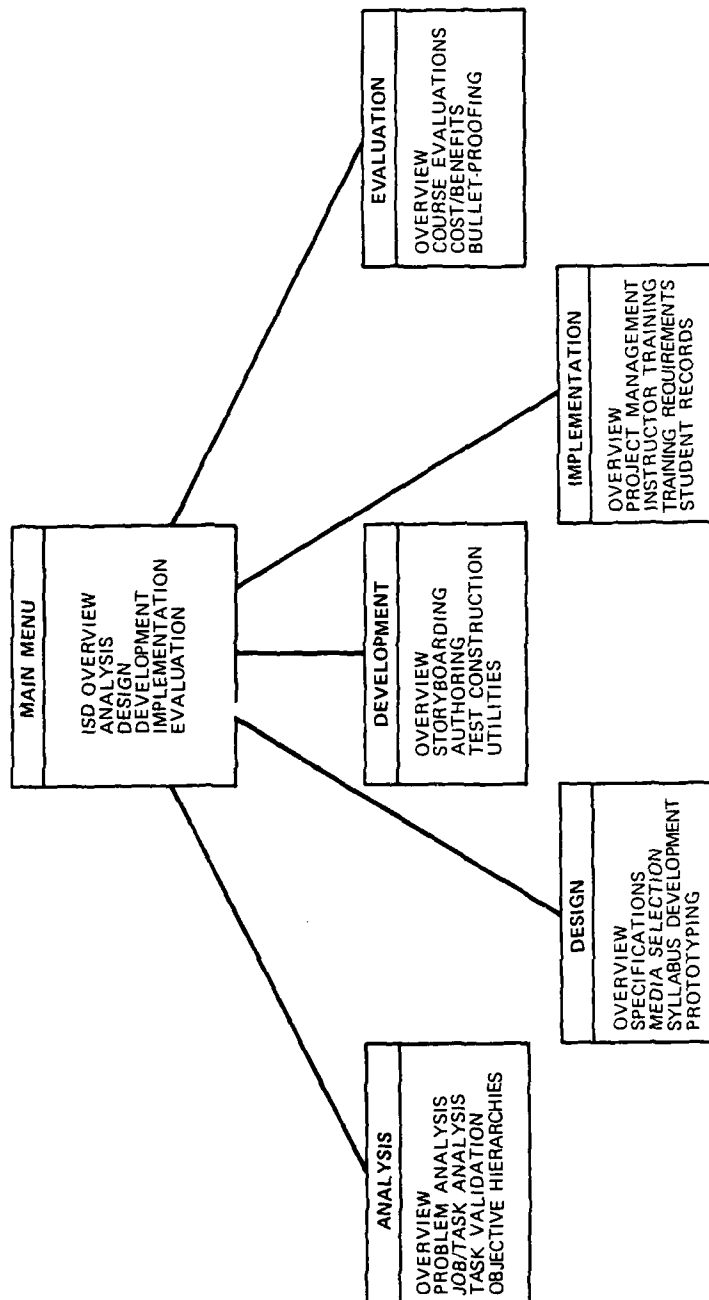 MAIN MENU
ISD OVERVIEW
ANALYSIS
DESIGN
DEVELOPMENT
IMPLEMENTATION
EVALUATION
ANALYSIS
OVERVIEW
PROBLEM ANALYSIS
JOB/TASK ANALYSIS
TASK VALIDATION
OBJECTIVE HIERARCHIES
DESIGN
OVERVIEW
SPECIFICATIONS
MEDIA SELECTION
SYLLABUS DEVELOPMENT
PROTOTYPING
DEVELOPMENT
OVERVIEW
STORYBOARDING
AUTHORING
TEST CONSTRUCTION
UTILITIES
IMPLEMENTATION
OVERVIEW
PROJECT MANAGEMENT
INSTRUCTOR TRAINING
TRAINING REQUIREMENTS
STUDENT RECORDS
EVALUATION
OVERVIEW
COURSE EVALUATIONS
COST/BENEFITS
BULLET-PROOFING